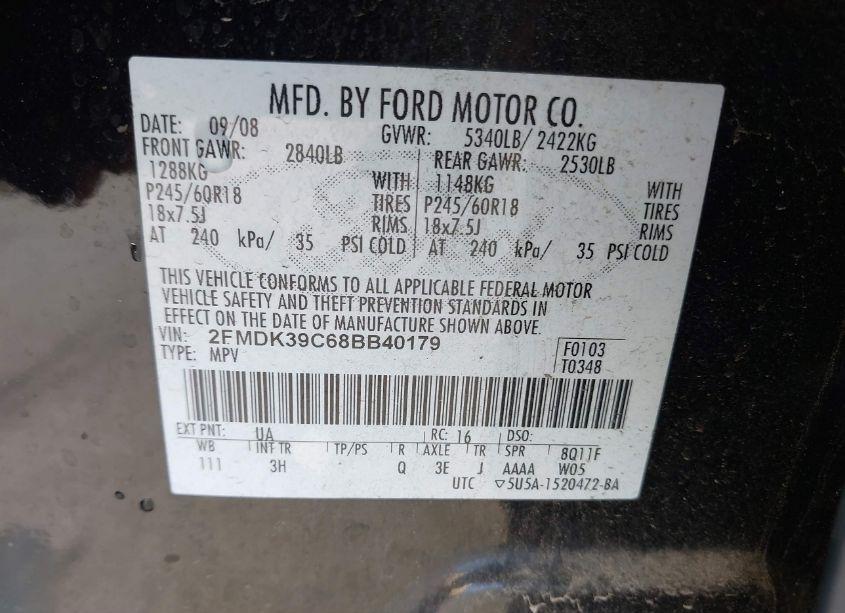 MFD. BY FORD MOTOR CO.
DATE: 09/08 GVWR: 5340LB/ 2422KG
FRONT GAWR: 2840LB REAR GAWR: 2530LB
1288KG WITH 1148KG WITH
P245/60R18 TIRES P245/60R18 TIRES
18x7.5J RIMS 18x7.5J RIMS
AT 240 kPa/ 35 PSI COLD AT 240 kPa/ 35 PSI COLD
THIS VEHICLE CONFORMS TO ALL APPLICABLE FEDERAL MOTOR
VEHICLE SAFETY AND THEFT PREVENTION STANDARDS IN
EFFECT ON THE DATE OF MANUFACTURE SHOWN ABOVE.
VIN: 2FMDK39C68BB40179
TYPE: MPV
F0103
T0348
EXT PNT: UA RC: 16 DSO:
WB INT TR TP/PS R AXLE TR SPR 8Q11F
111 3H Q 3E J AAAA W05
UTC ▽5U5A-1520472-BA